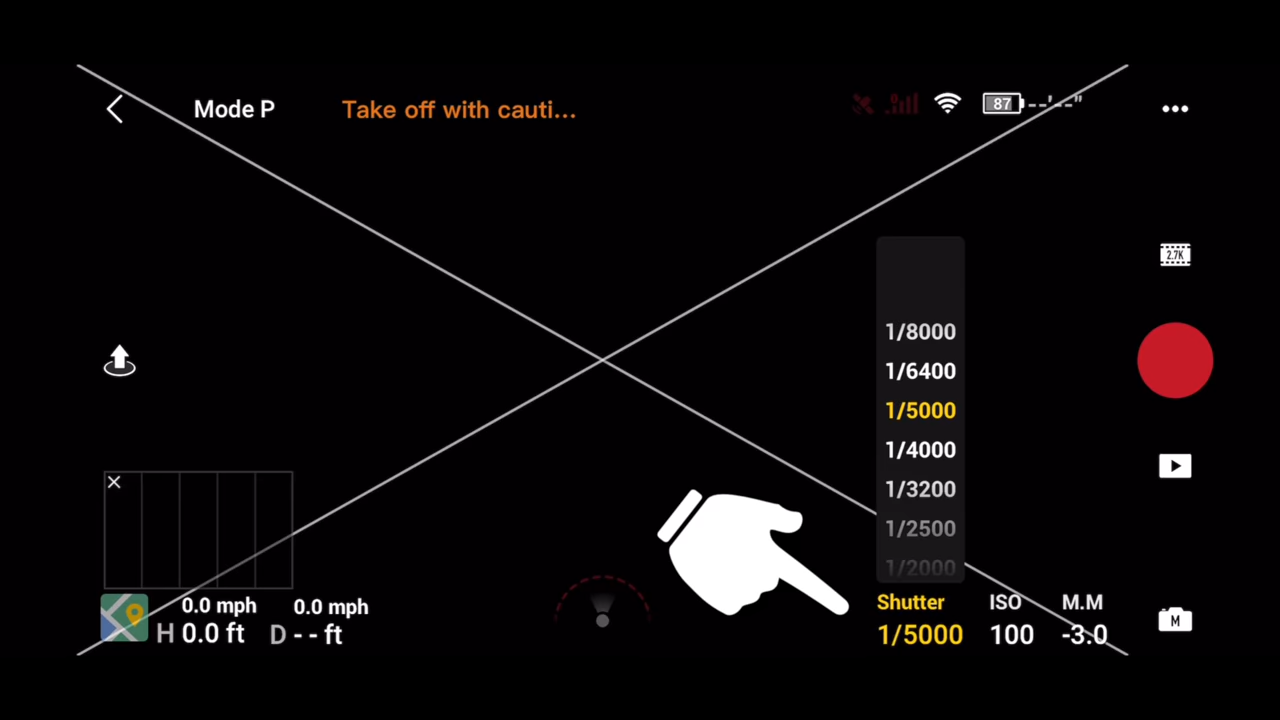 Mode P
Take off with cauti...
87
--'--"
2.7K
1/8000
1/6400
1/5000
1/4000
1/3200
1/2500
1/2000
0.0 mph
0.0 mph
H 0.0 ft
D - - ft
Shutter
1/5000
ISO
100
M.M
-3.0
M